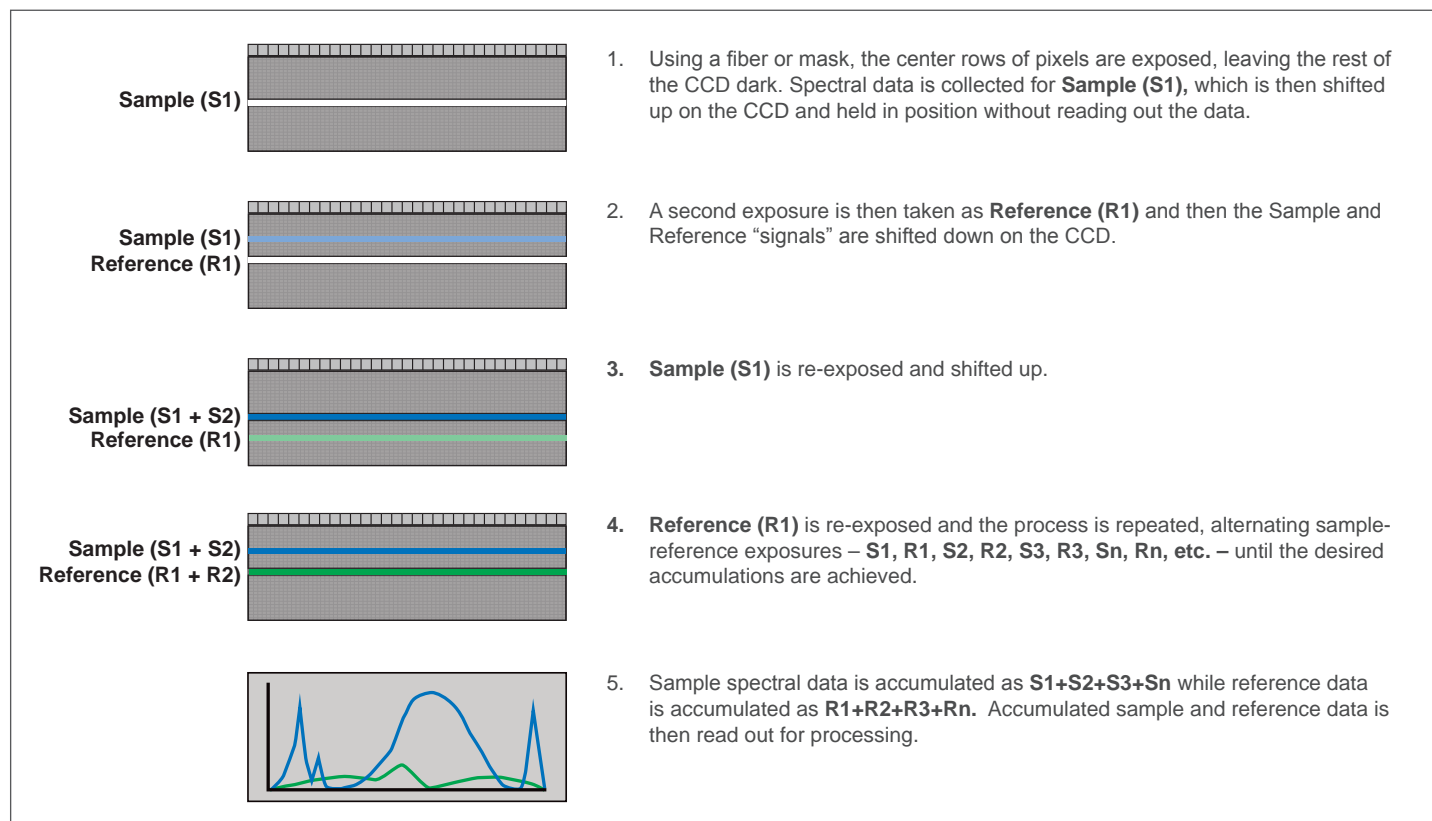 Sample (S1)
1. Using a fiber or mask, the center rows of pixels are exposed, leaving the rest of
the CCD dark. Spectral data is collected for Sample (S1), which is then shifted
up on the CCD and held in position without reading out the data.
Sample (S1)
Reference (R1)
2. A second exposure is then taken as Reference (R1) and then the Sample and
Reference “signals” are shifted down on the CCD.
Sample (S1 + S2)
Reference (R1)
3. Sample (S1) is re-exposed and shifted up.
Sample (S1 + S2)
Reference (R1 + R2)
4. Reference (R1) is re-exposed and the process is repeated, alternating sample-
reference exposures – S1, R1, S2, R2, S3, R3, Sn, Rn, etc. – until the desired
accumulations are achieved.
5. Sample spectral data is accumulated as S1+S2+S3+Sn while reference data
is accumulated as R1+R2+R3+Rn. Accumulated sample and reference data is
then read out for processing.